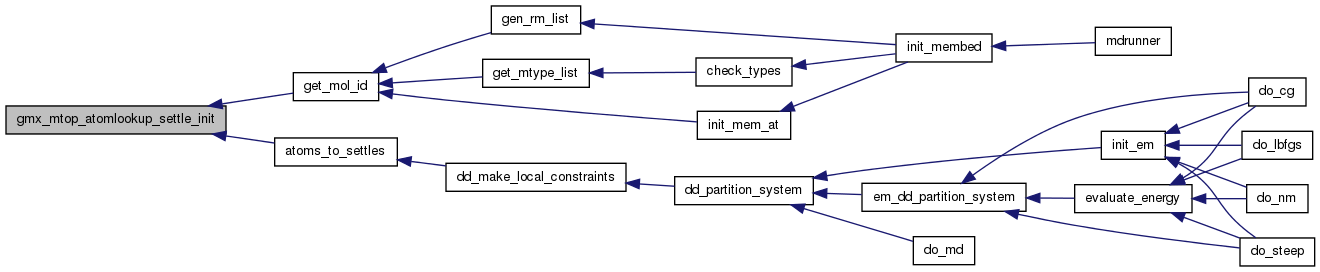 gmx_mtop_atomlookup_settle_init
get_mol_id
atoms_to_settles
gen_rm_list
get_mtype_list
init_mem_at
check_types
init_membed
mdrunner
dd_make_local_constraints
dd_partition_system
init_em
em_dd_partition_system
do_md
evaluate_energy
do_cg
do_lbfgs
do_nm
do_steep